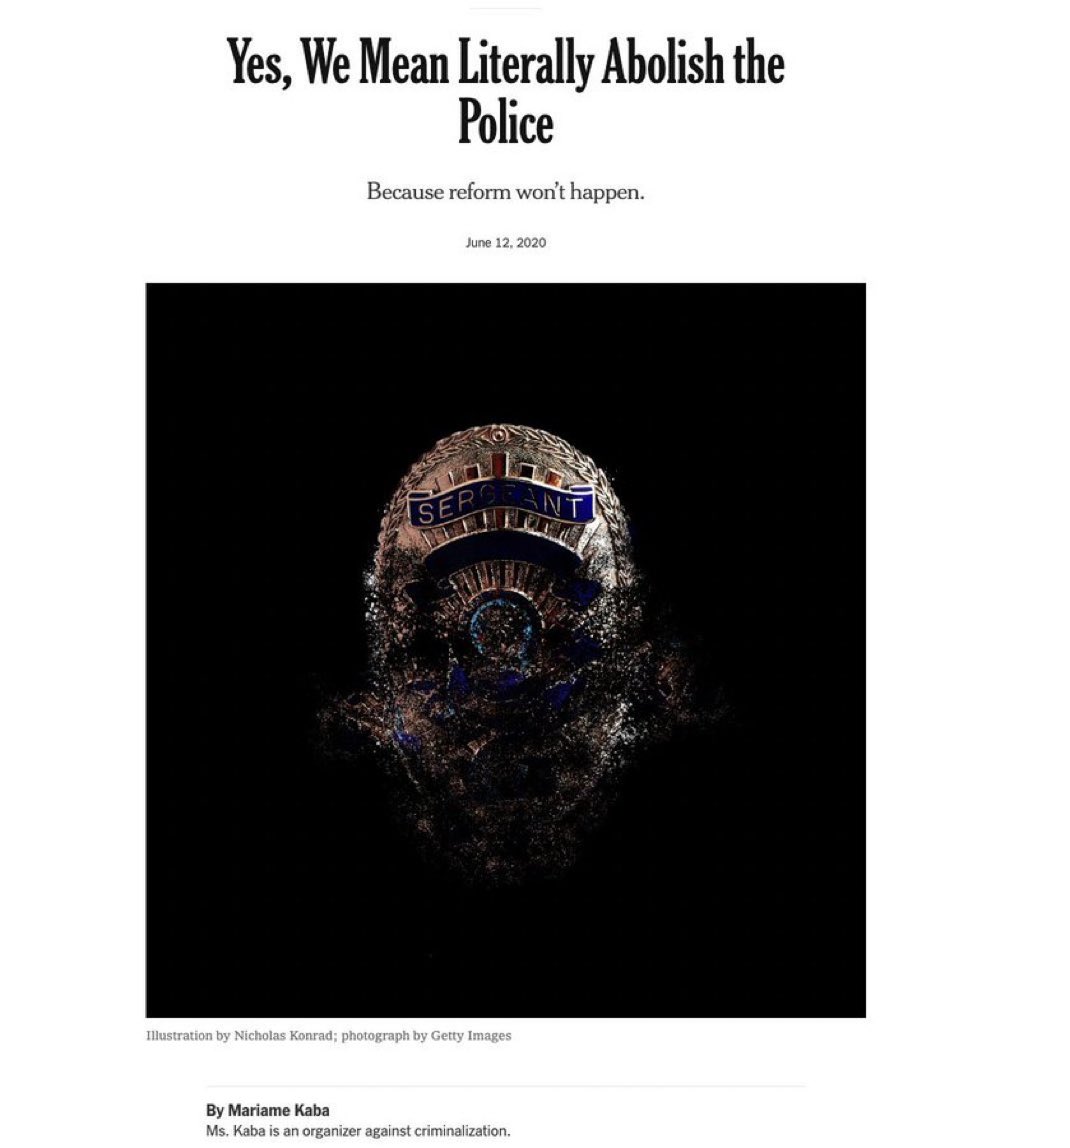 Yes, We Mean Literally Abolish the
Police
Because reform won’t happen.
June 12, 2020
SERGEANT
Illustration by Nicholas Konrad; photograph by Getty Images
By Mariame Kaba
Ms. Kaba is an organizer against criminalization.